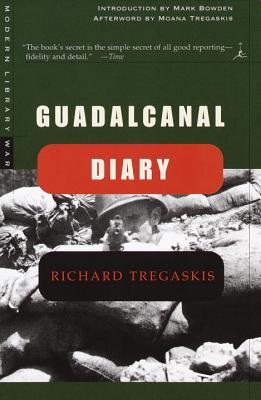 INTRODUCTION BY MARK BOWDEN
AFTERWORD BY MOANA TREGASKIS
MODERN LIBRARY WAR
"The book's secret is the simple secret of all good reporting—
fidelity and detail." —Time
GUADALCANAL
DIARY
RICHARD TREGASKIS